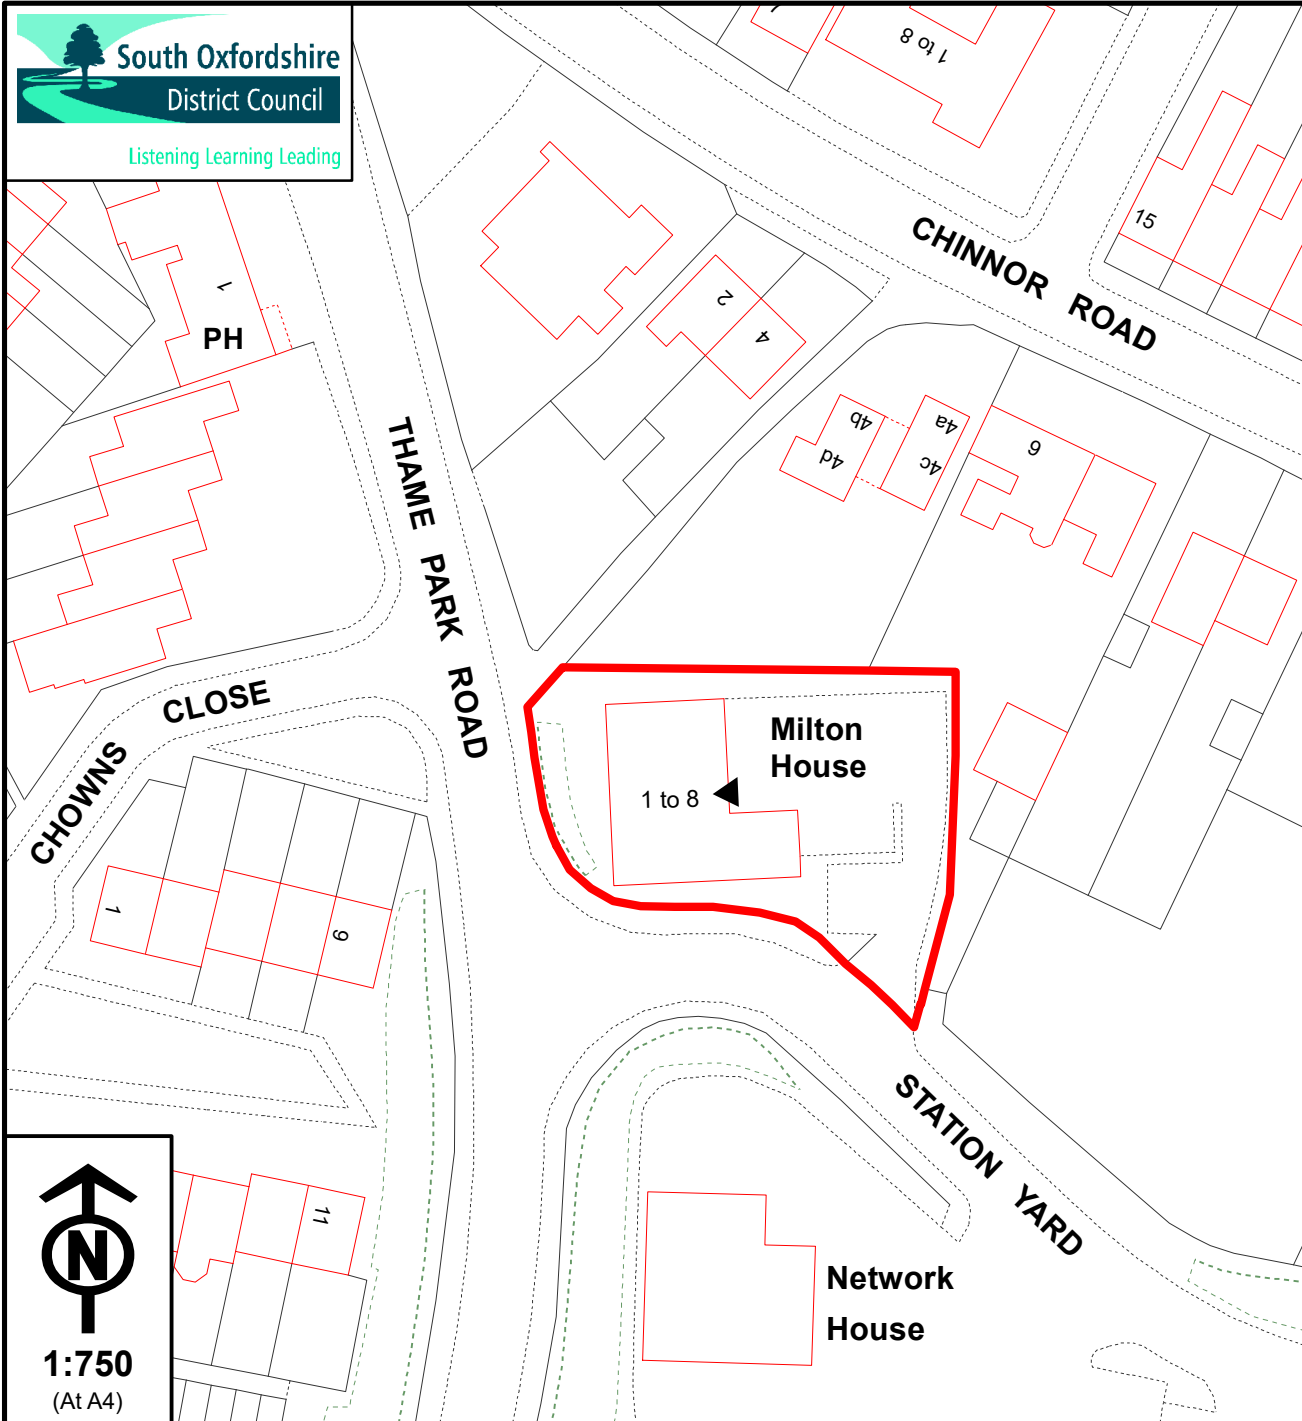 South Oxfordshire
District Council
Listening Learning Leading
1 to 8
15
CHINNOR ROAD
1
PH
2
4
4b
4a
4d
4c
6
THAME PARK ROAD
CHOWNS CLOSE
Milton
House
1 to 8
1
9
STATION YARD
11
Network
House
N
1:750
(At A4)